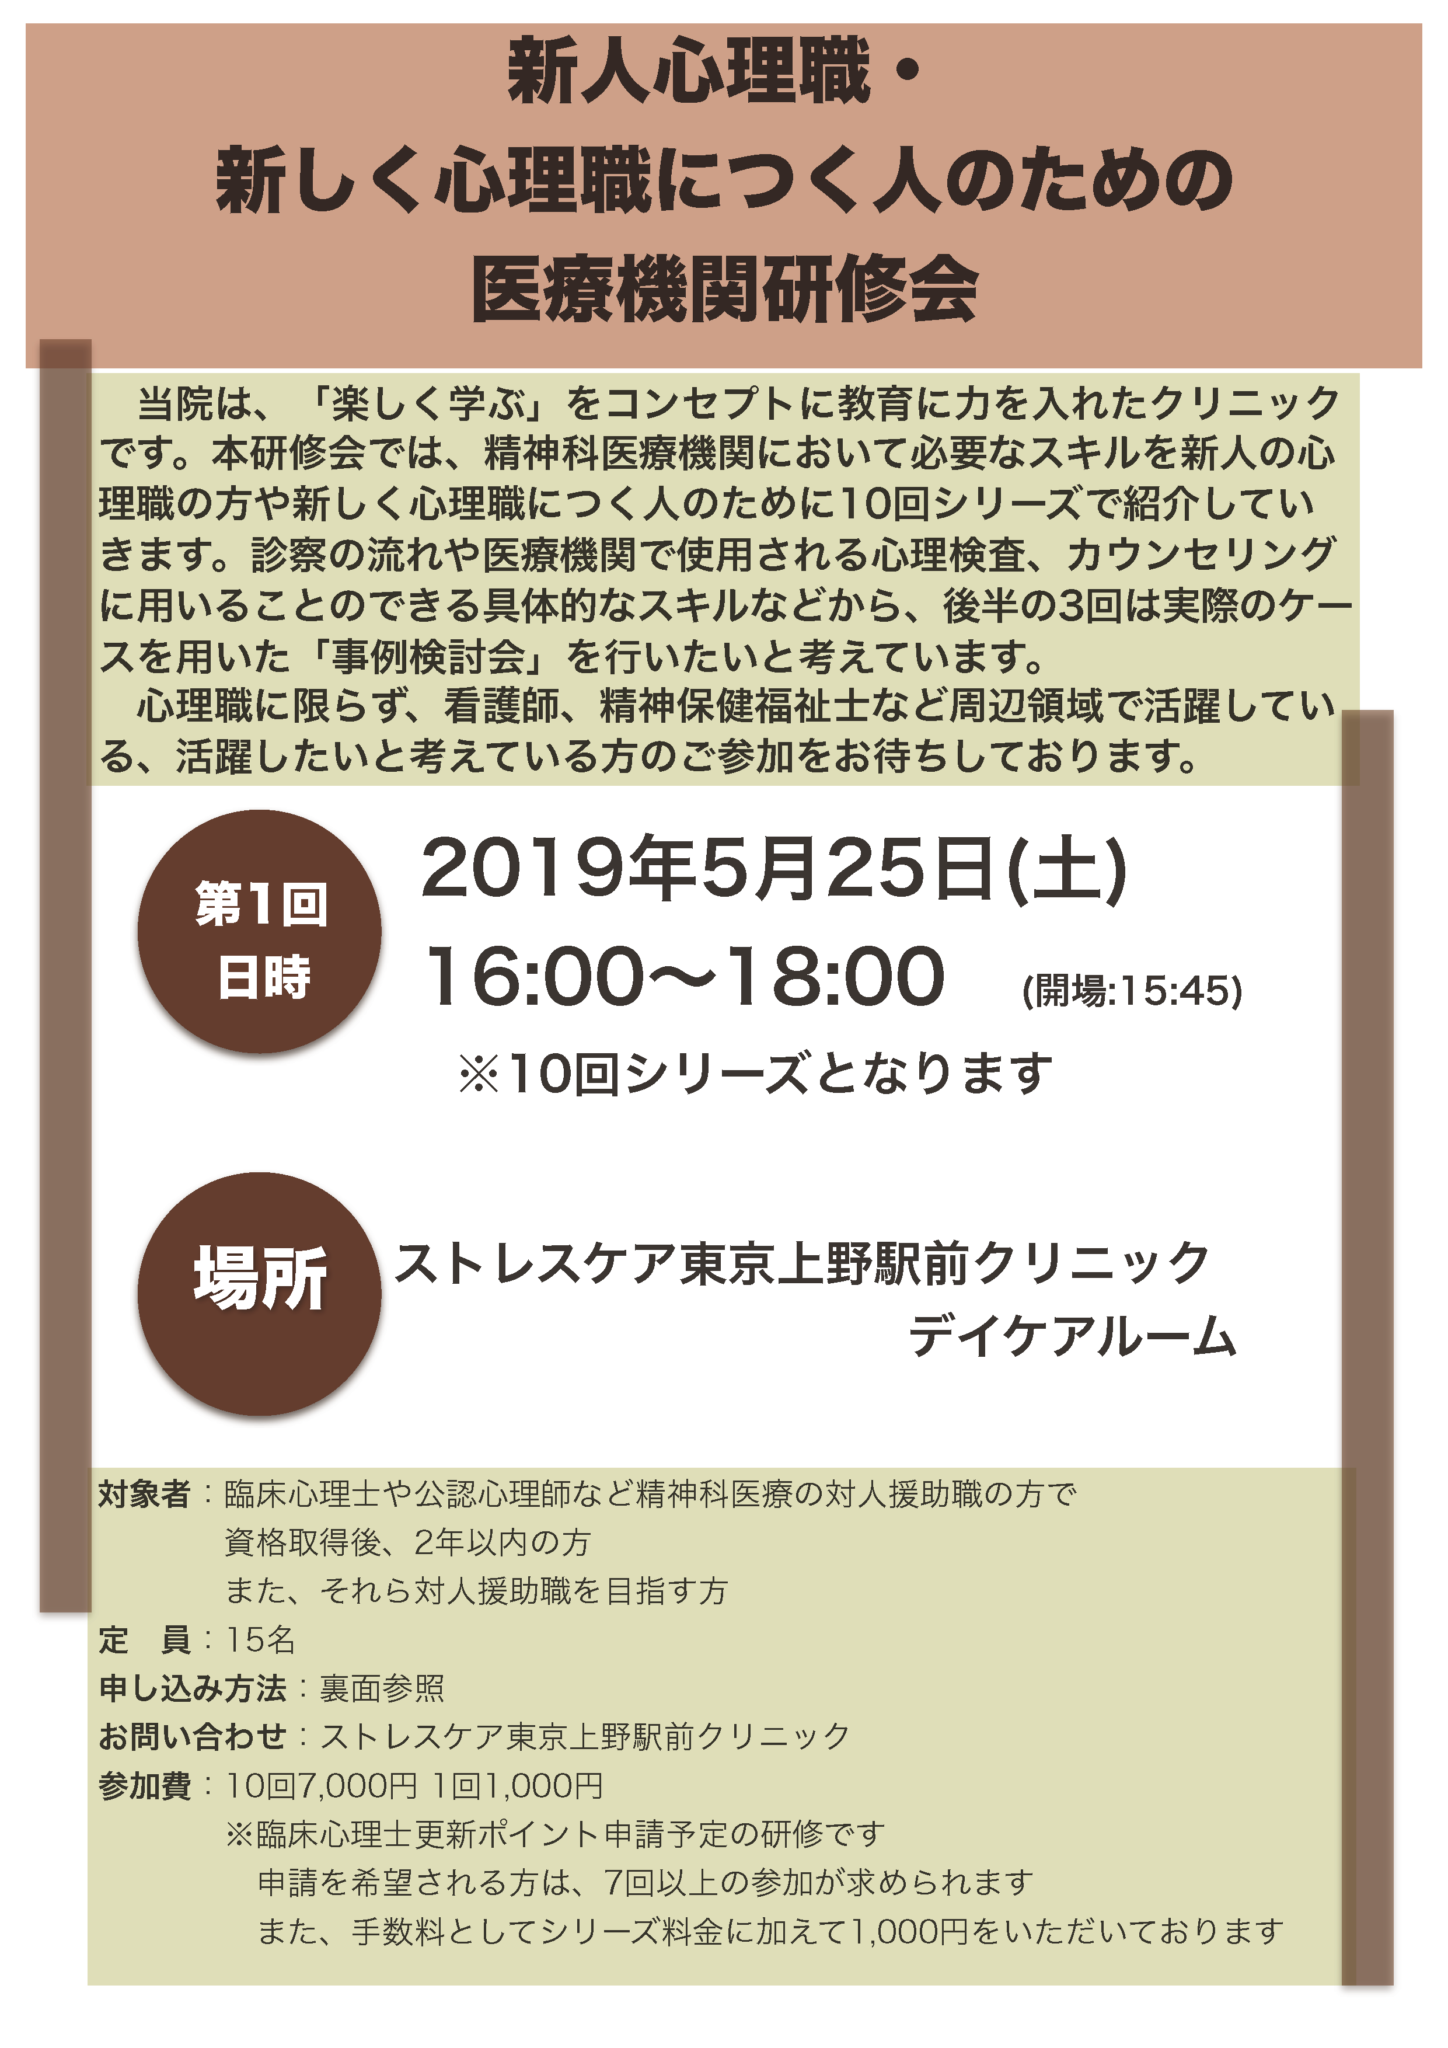 新人心理職・
新しく心理職につく人のための
医療機関研修会
当院は、「楽しく学ぶ」をコンセプトに教育に力を入れたクリニック
です。本研修会では、精神科医療機関において必要なスキルを新人の心
理職の方や新しく心理職につく人のために10回シリーズで紹介してい
きます。診察の流れや医療機関で使用される心理検査、カウンセリング
に用いることのできる具体的なスキルなどから、後半の3回は実際のケー
スを用いた「事例検討会」を行いたいと考えています。
心理職に限らず、看護師、精神保健福祉士など周辺領域で活躍してい
る、活躍したいと考えている方のご参加をお待ちしております。
第1回
日時
2019年5月25日(土)
16:00〜18:00 (開場:15:45)
※10回シリーズとなります
場所
ストレスケア東京上野駅前クリニック
デイケアルーム
対象者：臨床心理士や公認心理師など精神科医療の対人援助職の方で
資格取得後、2年以内の方
また、それら対人援助職を目指す方
定　員：15名
申し込み方法：裏面参照
お問い合わせ：ストレスケア東京上野駅前クリニック
参加費：10回7,000円 1回1,000円
※臨床心理士更新ポイント申請予定の研修です
申請を希望される方は、7回以上の参加が求められます
また、手数料としてシリーズ料金に加えて1,000円をいただいております